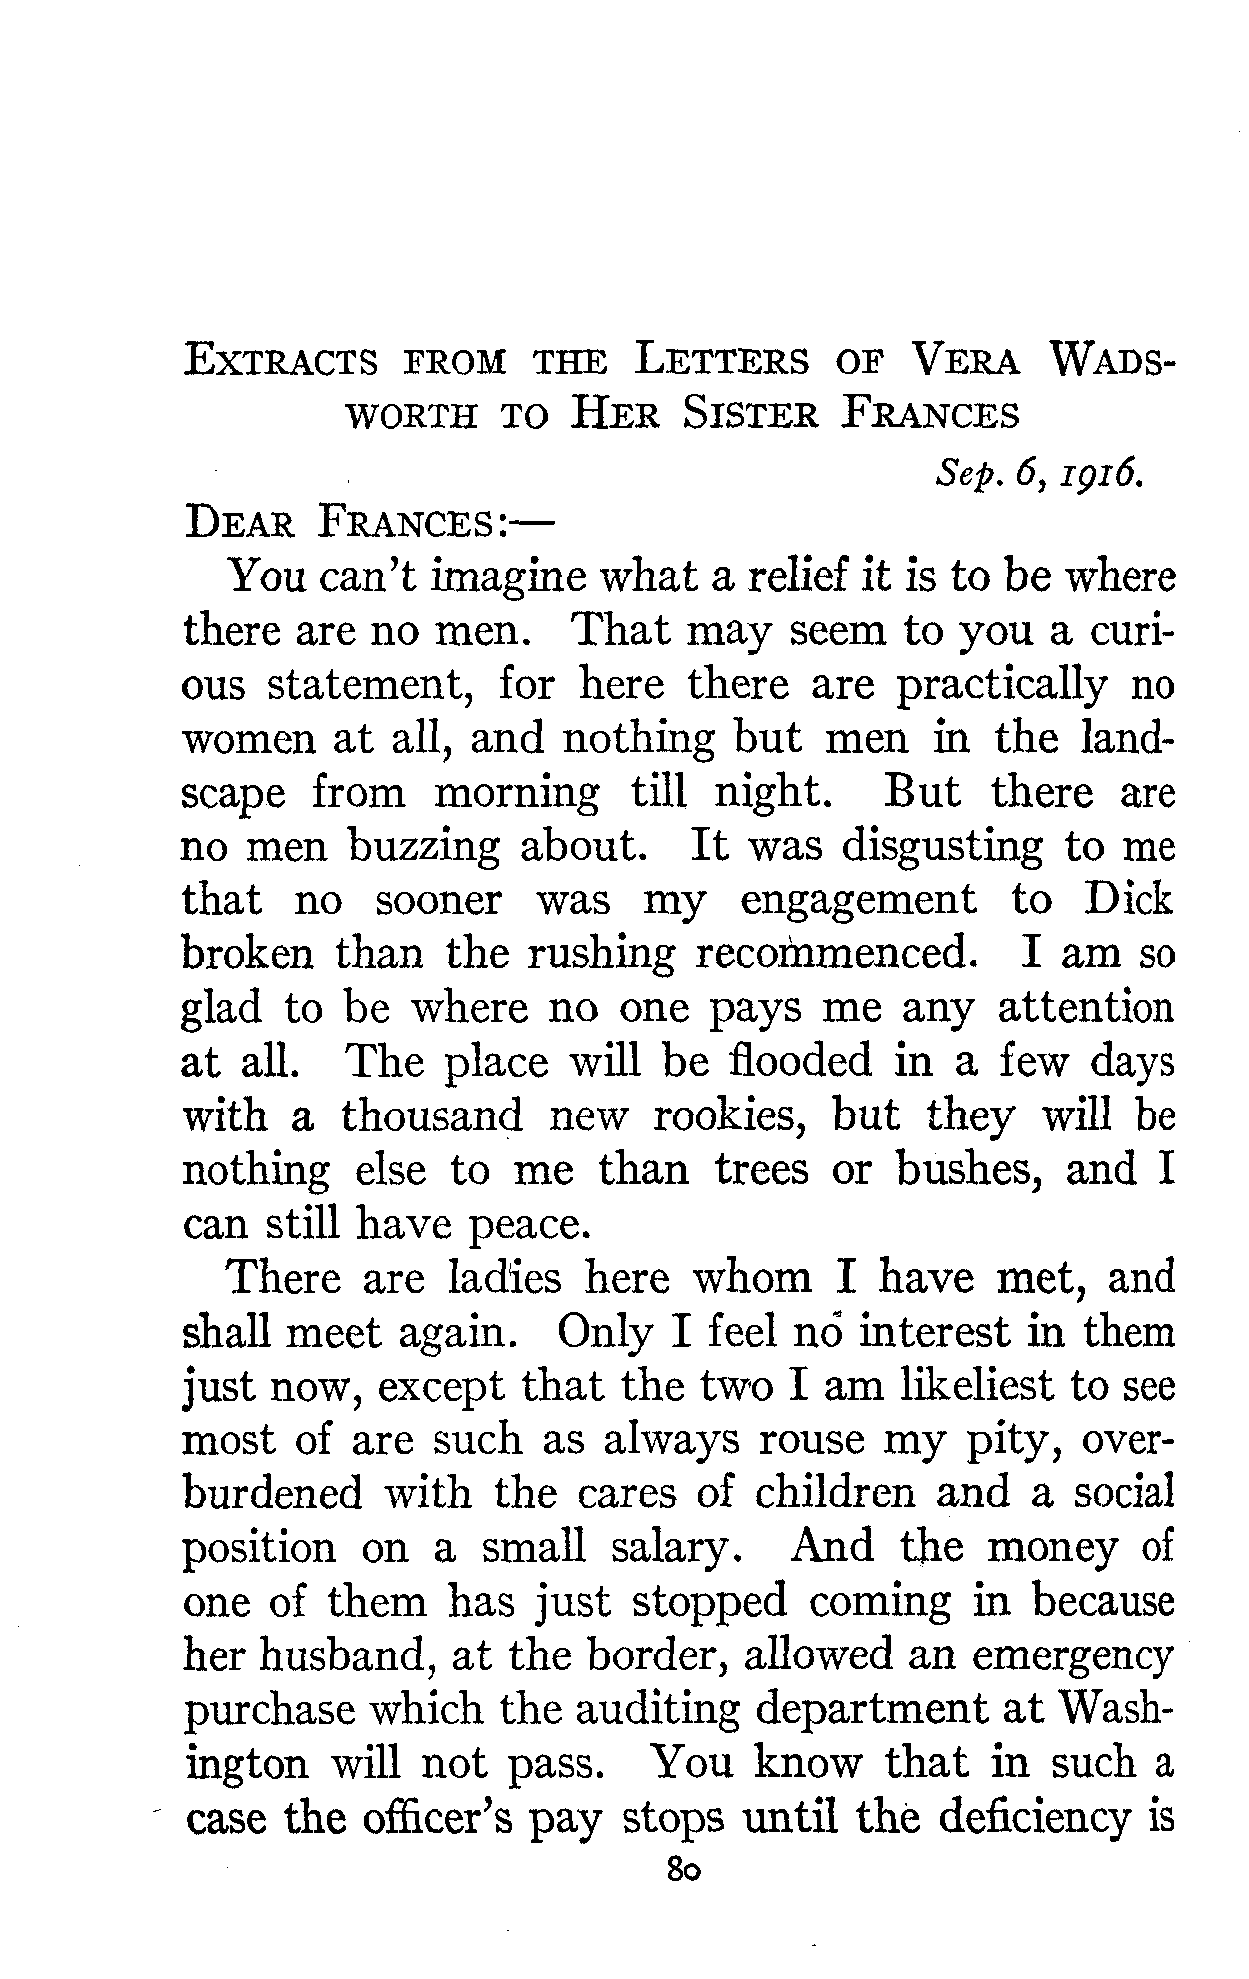 EXTRACTS FROM THE LETTERS OF VERA WADS-
WORTH TO HER SISTER FRANCES
Sep. 6, 1916.
DEAR FRANCES:—
You can't imagine what a relief it is to be where
there are no men. That may seem to you a curi-
ous statement, for here there are practically no
women at all, and nothing but men in the land-
scape from morning till night. But there are
no men buzzing about. It was disgusting to me
that no sooner was my engagement to Dick
broken than the rushing recommenced. I am so
glad to be where no one pays me any attention
at all. The place will be flooded in a few days
with a thousand new rookies, but they will be
nothing else to me than trees or bushes, and I
can still have peace.
There are ladies here whom I have met, and
shall meet again. Only I feel no interest in them
just now, except that the two I am likeliest to see
most of are such as always rouse my pity, over-
burdened with the cares of children and a social
position on a small salary. And the money of
one of them has just stopped coming in because
her husband, at the border, allowed an emergency
purchase which the auditing department at Wash-
ington will not pass. You know that in such a
case the officer's pay stops until the deficiency is
80